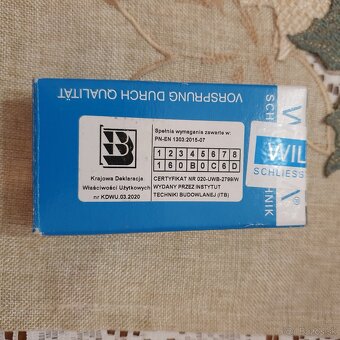 VORSPRUNG DURCH QUALITÄT
B
Krajowa Deklaracja
Właściwości Użytkowych
nr KDWU.03.2020
Spełnia wymagania zawarte w:
PN-EN 1303:2015-07
1 2 3 4 5 6 7 8
1 6 0 B 0 C 6 D
CERTYFIKAT NR 020-UWB-2799/W
WYDANY PRZEZ INSTYTUT
TECHNIKI BUDOWLANEJ (ITB)
WIL
SCHLIESS